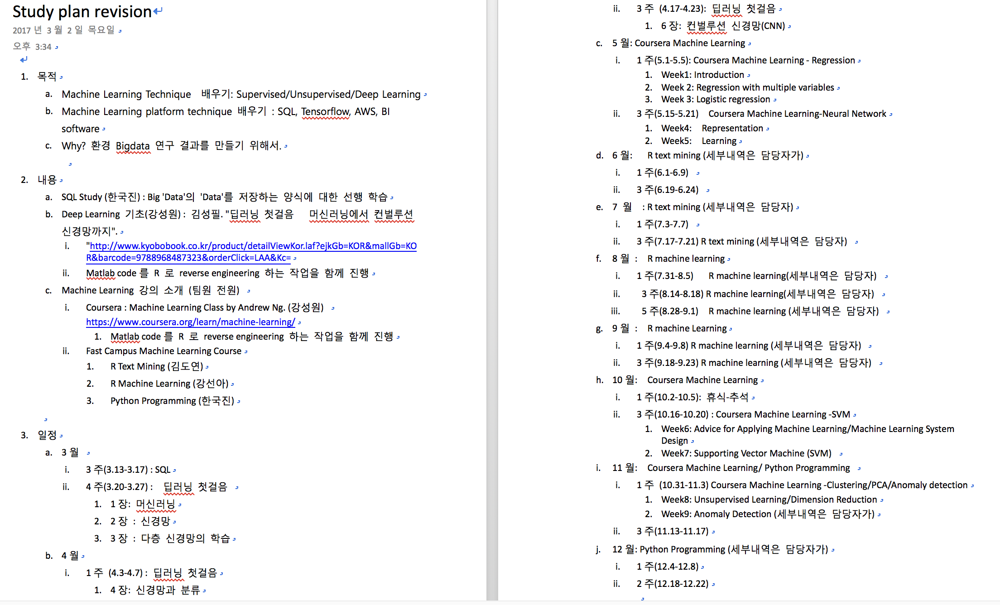 Study plan revision
2017 년 3 월 2 일 목요일
오후 3:34
1. 목적
a. Machine Learning Technique 배우기: Supervised/Unsupervised/Deep Learning
b. Machine Learning platform technique 배우기 : SQL, Tensorflow, AWS, BI
software
c. Why? 환경 Bigdata 연구 결과를 만들기 위해서.
2. 내용
a. SQL Study (한국진) : Big 'Data'의 'Data'를 저장하는 양식에 대한 선행 학습
b. Deep Learning 기초(강성원) : 김성필. "딥러닝 첫걸음 머신러닝에서 컨벌루션
신경망까지".
i. "http://www.kyobobook.co.kr/product/detailViewKor.laf?ejkGb=KOR&mallGb=KO
R&barcode=9788968487323&orderClick=LAA&Kc=
ii. Matlab code 를 R 로 reverse engineering 하는 작업을 함께 진행
c. Machine Learning 강의 소개 (팀원 전원)
i. Coursera : Machine Learning Class by Andrew Ng. (강성원)
https://www.coursera.org/learn/machine-learning/
1. Matlab code 를 R 로 reverse engineering 하는 작업을 함께 진행
ii. Fast Campus Machine Learning Course
1. R Text Mining (김도연)
2. R Machine Learning (강선아)
3. Python Programming (한국진)
3. 일정
a. 3 월
i. 3 주(3.13-3.17) : SQL
ii. 4 주(3.20-3.27) : 딥러닝 첫걸음
1. 1 장: 머신러닝
2. 2 장 : 신경망
3. 3 장 : 다층 신경망의 학습
b. 4 월
i. 1 주 (4.3-4.7) : 딥러닝 첫걸음
1. 4 장: 신경망과 분류
ii. 3 주 (4.17-4.23): 딥러닝 첫걸음
1. 6 장: 컨벌루션 신경망(CNN)
c. 5 월: Coursera Machine Learning
i. 1 주(5.1-5.5): Coursera Machine Learning - Regression
1. Week1: Introduction
2. Week 2: Regression with multiple variables
3. Week 3: Logistic regression
ii. 3 주(5.15-5.21) Coursera Machine Learning-Neural Network
1. Week4: Representation
2. Week5: Learning
d. 6 월: R text mining (세부내역은 담당자가)
i. 1 주(6.1-6.9)
ii. 3 주(6.19-6.24)
e. 7 월 : R text mining (세부내역은 담당자)
i. 1 주(7.3-7.7)
ii. 3 주(7.17-7.21) R text mining (세부내역은 담당자)
f. 8 월 : R machine learning
i. 1 주(7.31-8.5) R machine learning(세부내역은 담당자)
ii. 3 주(8.14-8.18) R machine learning(세부내역은 담당자)
iii. 5 주(8.28-9.1) R machine learning (세부내역은 담당자)
g. 9 월 : R machine Learning
i. 1 주(9.4-9.8) R machine learning (세부내역은 담당자)
ii. 3 주(9.18-9.23) R machine learning (세부내역은 담당자)
h. 10 월: Coursera Machine Learning
i. 1 주(10.2-10.5): 휴식-추석
ii. 3 주(10.16-10.20) : Coursera Machine Learning -SVM
1. Week6: Advice for Applying Machine Learning/Machine Learning System
Design
2. Week7: Supporting Vector Machine (SVM)
i. 11 월: Coursera Machine Learning/ Python Programming
i. 1 주 (10.31-11.3) Coursera Machine Learning -Clustering/PCA/Anomaly detection
1. Week8: Unsupervised Learning/Dimension Reduction
2. Week9: Anomaly Detection (세부내역은 담당자가)
ii. 3 주(11.13-11.17)
j. 12 월: Python Programming (세부내역은 담당자가)
i. 1 주(12.4-12.8)
ii. 2 주(12.18-12.22)